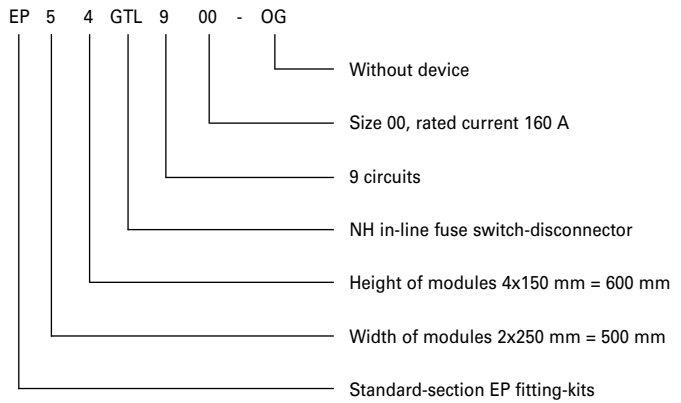 EP 5 4 GTL 9 00 - OG
Without device
Size 00, rated current 160 A
9 circuits
NH in-line fuse switch-disconnector
Height of modules 4x150 mm = 600 mm
Width of modules 2x250 mm = 500 mm
Standard-section EP fitting-kits